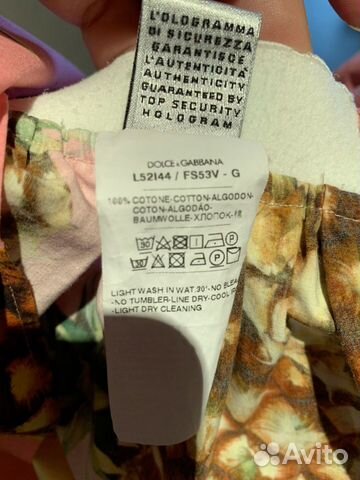 L'OLOGRAMMA
DI SICUREZZA
GARANTISCE
L'AUTENTICITÀ
AUTHENTICITY
GUARANTEED BY
TOP SECURITY
HOLOGRAM
DOLCE & GABBANA
L52I44 / FS53V - G
100% COTONE-COTTON-ALGODON-
COTON-ALGODÃO-
BAUMWOLLE-ХЛОПОК-棉
LIGHT WASH IN WAT.30°-NO BLE
-NO TUMBLER-LINE DRY-COOL
-LIGHT DRY CLEANING
Avito